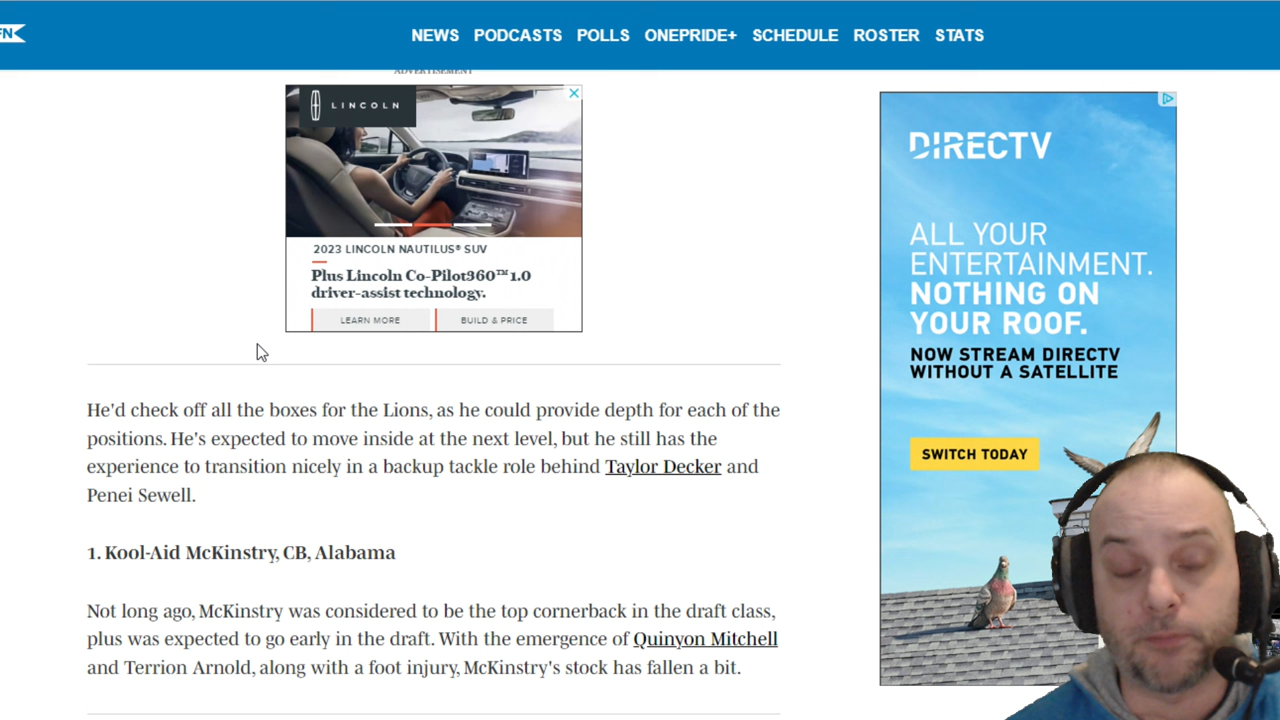 FN
NEWS PODCASTS POLLS ONEPRIDE+ SCHEDULE ROSTER STATS
ADVERTISEMENT
LINCOLN
2023 LINCOLN NAUTILUS® SUV
Plus Lincoln Co-Pilot360™ 1.0
driver-assist technology.
LEARN MORE BUILD & PRICE
DIRECTV
ALL YOUR
ENTERTAINMENT.
NOTHING ON
YOUR ROOF.
NOW STREAM DIRECTV
WITHOUT A SATELLITE
SWITCH TODAY
He'd check off all the boxes for the Lions, as he could provide depth for each of the
positions. He's expected to move inside at the next level, but he still has the
experience to transition nicely in a backup tackle role behind Taylor Decker and
Penei Sewell.
1. Kool-Aid McKinstry, CB, Alabama
Not long ago, McKinstry was considered to be the top cornerback in the draft class,
plus was expected to go early in the draft. With the emergence of Quinyon Mitchell
and Terrion Arnold, along with a foot injury, McKinstry's stock has fallen a bit.